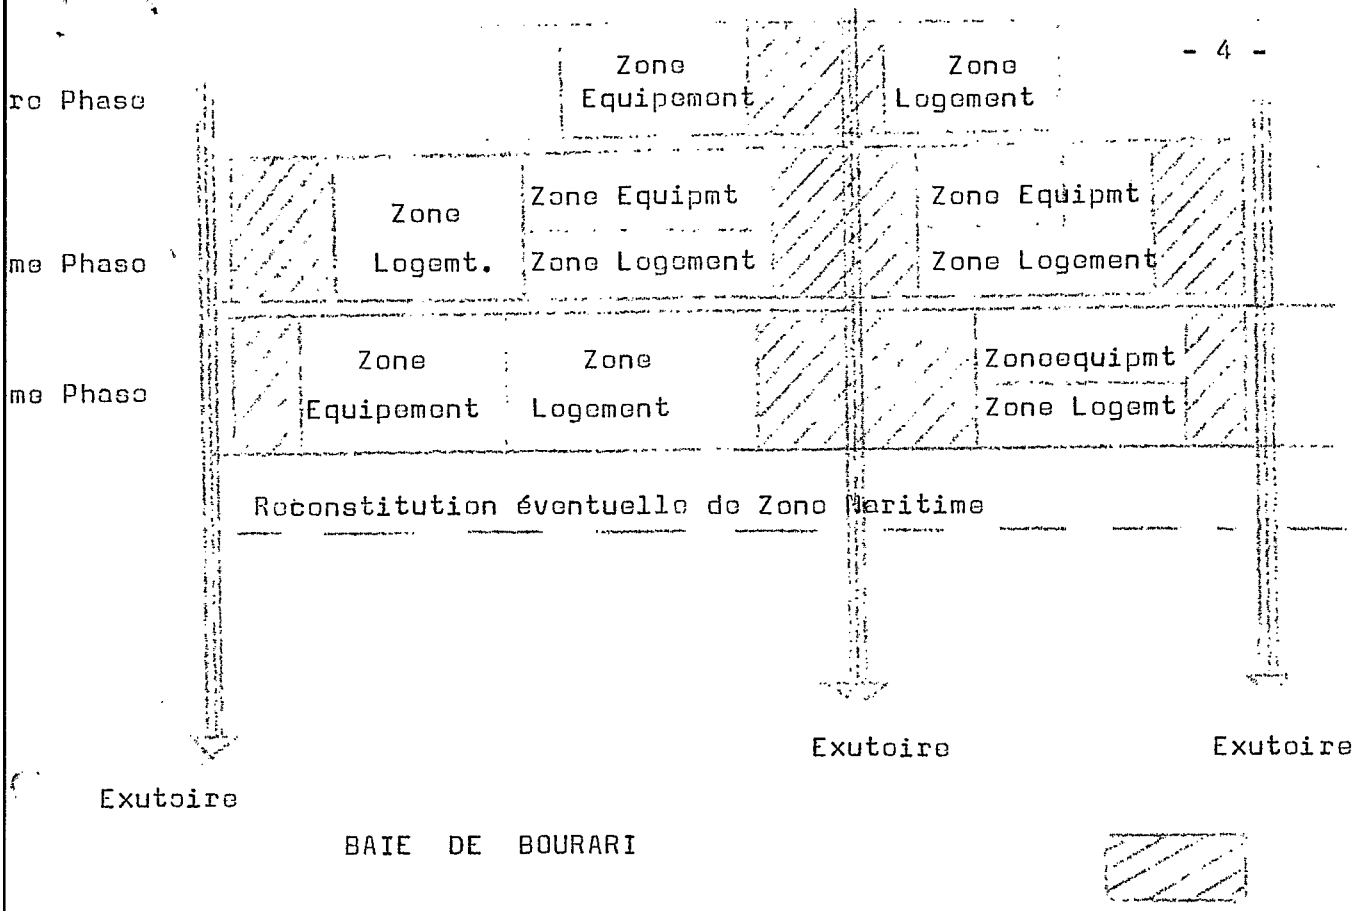 - 4 -
Zone
Equipement
Zone
Logement
re Phase
Zone
Logemt.
Zone Equipmt
Zone Logement
Zone Equipmt
Zone Logement
me Phase
Zone
Equipement
Zone
Logement
Zoneequipmt
Zone Logemt
me Phase
Reconstitution éventuelle de Zone Maritime
Exutoire
Exutoire
Exutoire
BAIE DE BOURARI